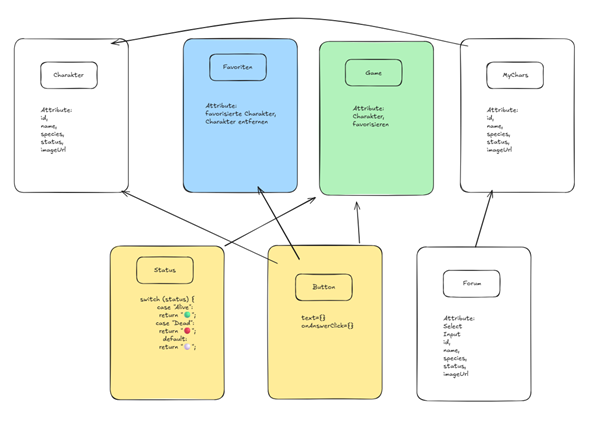 Charakter
Attribute:
id,
name,
species,
status,
imageUrl
Favoriten
Attribute:
favorisierte Charakter,
Charakter entfernen
Game
Attribute:
Charakter,
favorisieren
MyChars
Attribute:
id,
name,
species,
status,
imageUrl
Status
switch (status) {
case "Alive":
return "🟢";
case "Dead":
return "🔴";
default:
return "⚪";
Button
text={}
onAnswerClick={}
Forum
Attribute:
Select
Input
id,
name,
species,
status,
imageUrl